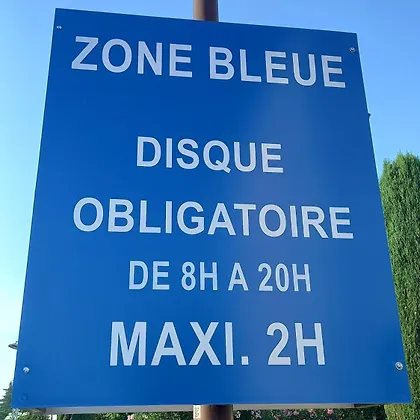 ZONE BLEUE
DISQUE
OBLIGATOIRE
DE 8H A 20H
MAXI. 2H